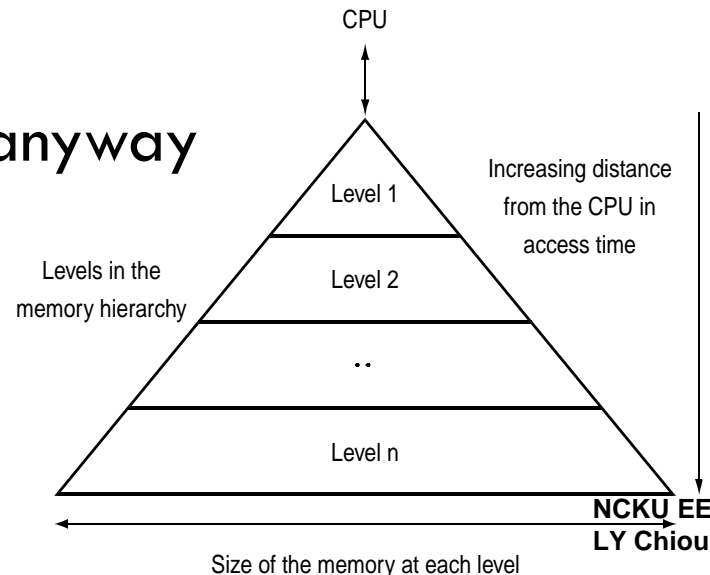 CPU
anyway
Increasing distance
from the CPU in
access time
Level 1
Levels in the
memory hierarchy
Level 2
..
Level n
NCKU EE
LY Chiou
Size of the memory at each level